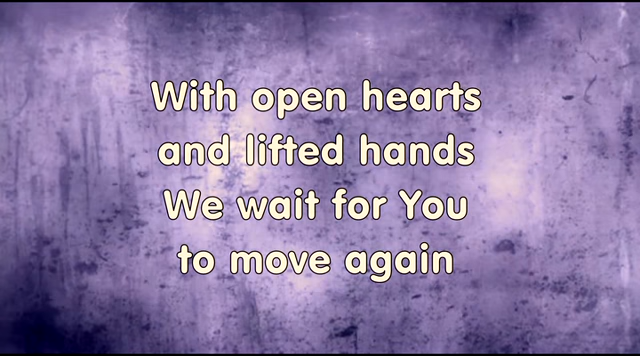 With open hearts
and lifted hands
We wait for You
to move again